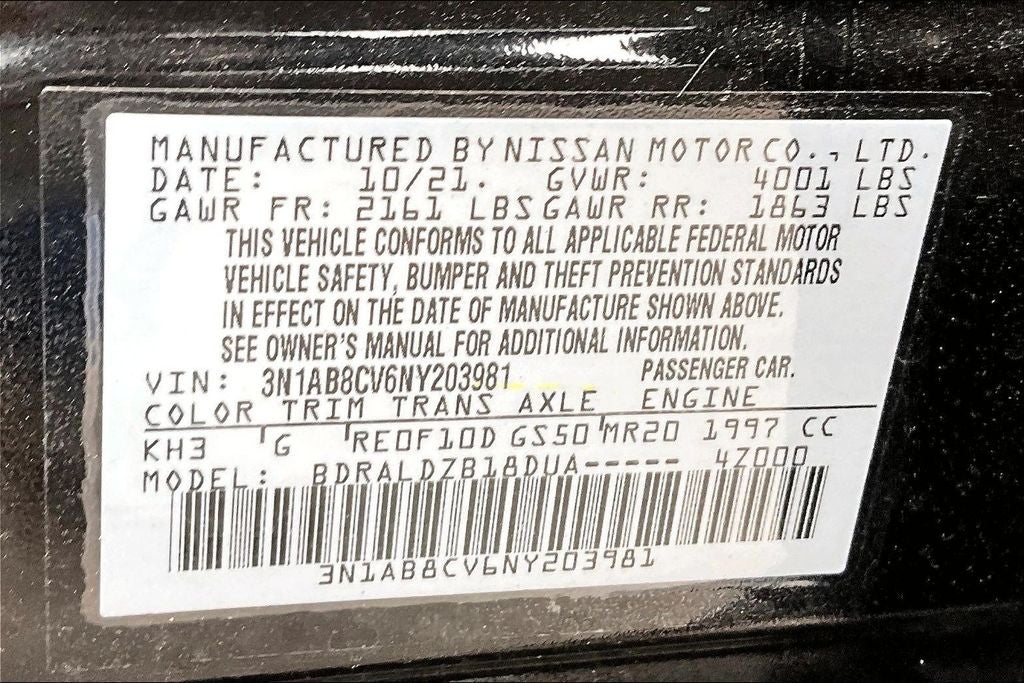 MANUFACTURED BY NISSAN MOTOR CO., LTD.
DATE: 10/21. GVWR: 4001 LBS
GAWR FR: 2161 LBS GAWR RR: 1863 LBS
THIS VEHICLE CONFORMS TO ALL APPLICABLE FEDERAL MOTOR
VEHICLE SAFETY, BUMPER AND THEFT PREVENTION STANDARDS
IN EFFECT ON THE DATE OF MANUFACTURE SHOWN ABOVE.
SEE OWNER'S MANUAL FOR ADDITIONAL INFORMATION.
VIN: 3N1AB8CV6NY203981 PASSENGER CAR.
COLOR TRIM TRANS AXLE ENGINE
KH3 G RE0F10D GS50 MR20 1997 CC
MODEL: BDRALDZB18DUA----- 4Z000
3N1AB8CV6NY203981